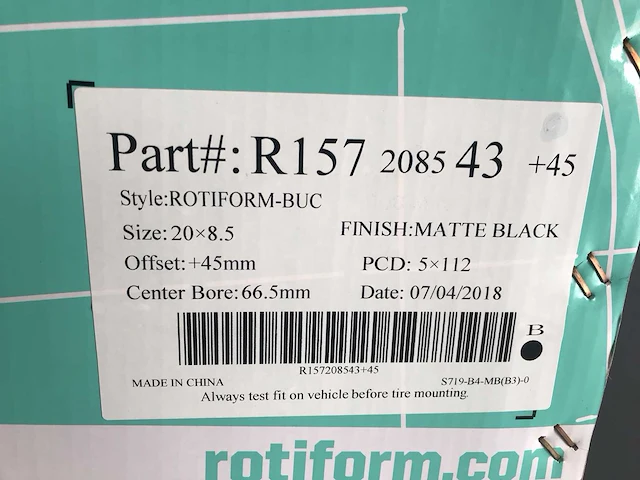 Part#: R157 2085 43 +45
Style:ROTIFORM-BUC
Size: 20×8.5 FINISH:MATTE BLACK
Offset:+45mm PCD: 5×112
Center Bore: 66.5mm Date: 07/04/2018
B
R157208543+45
MADE IN CHINA S719-B4-MB(B3)-0
Always test fit on vehicle before tire mounting.
rotiform.com